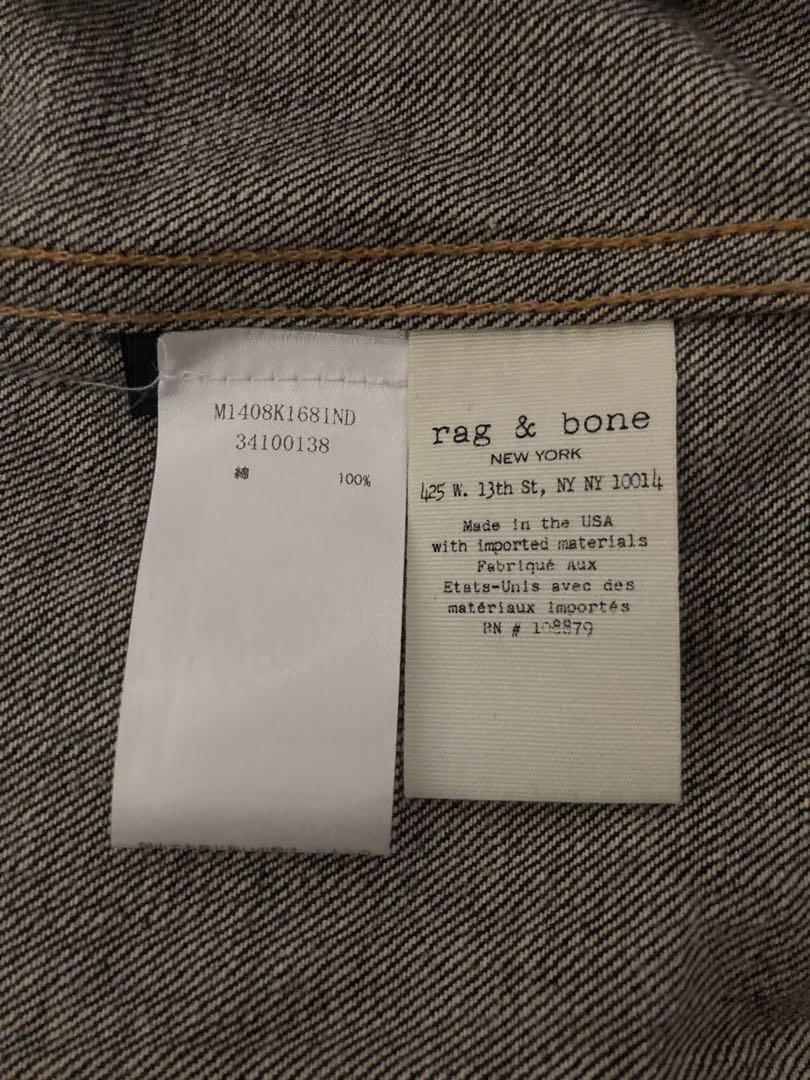 M1408K168IND
34100138
綿 100%
rag & bone
NEW YORK
425 W. 13th St, NY NY 10014
Made in the USA
with imported materials
Fabriqué Aux
Etats-Unis avec des
matériaux importés
RN # 108879